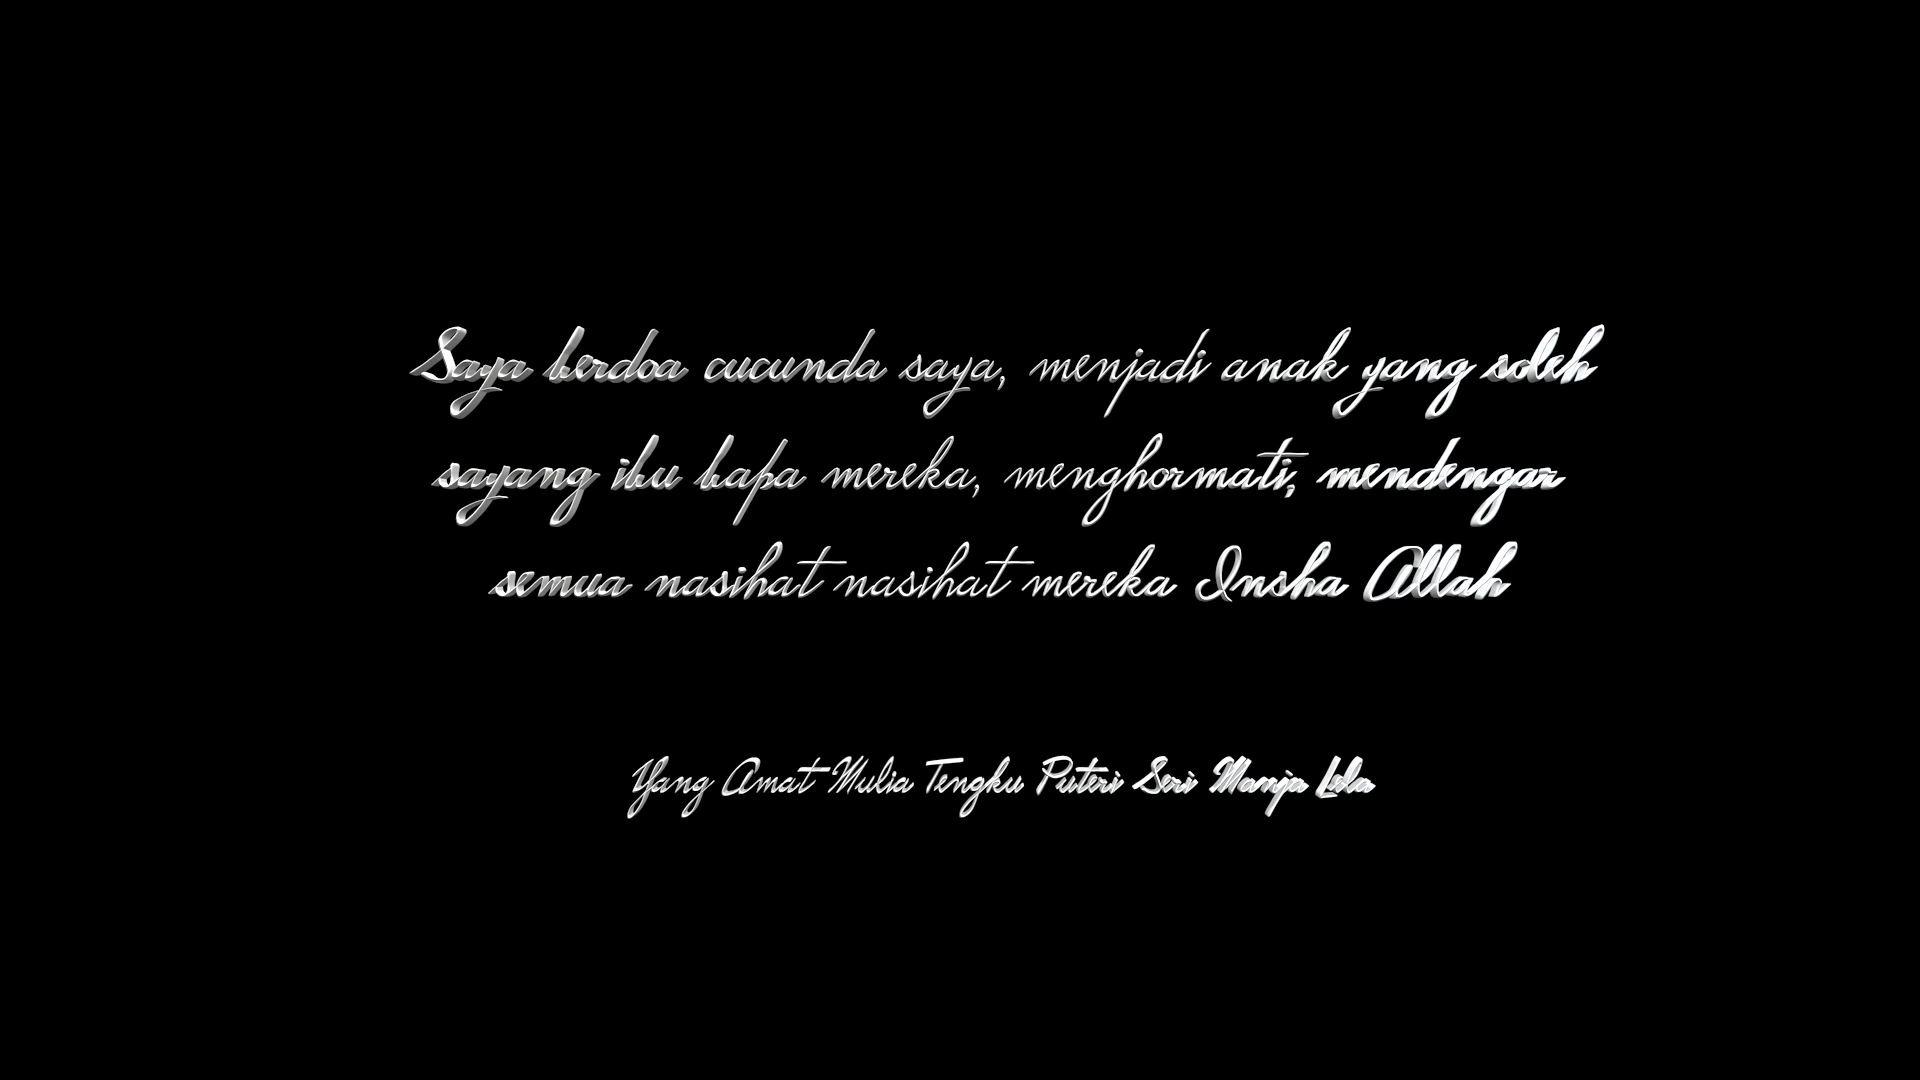 Saya berdoa cucunda saya, menjadi anak yang soleh
sayang ibu bapa mereka, menghormati, mendengar
semua nasihat nasihat mereka Insha Allah
Yang Amat Mulia Tengku Puteri Seri Manja Lela